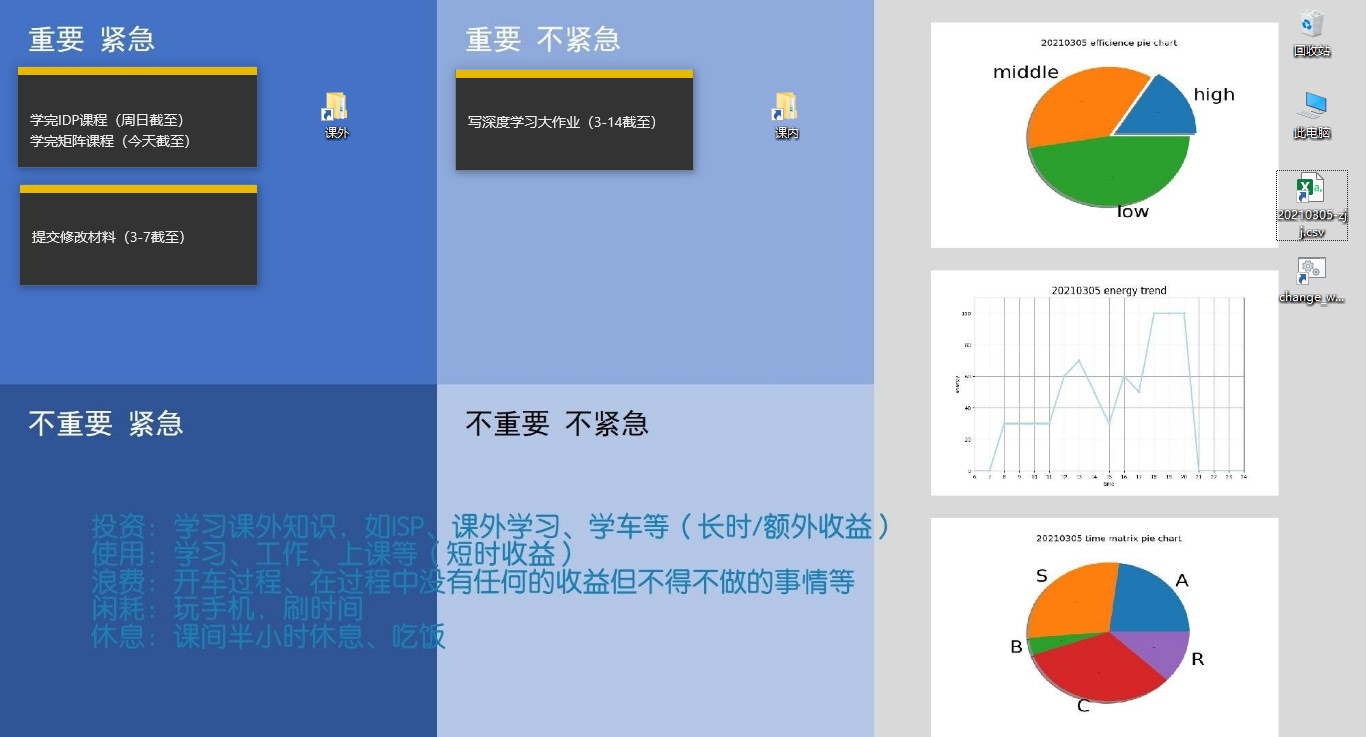 重要 紧急
学完IDP课程（周日截至）
学完矩阵课程（今天截至）
提交修改材料（3-7截至）
课外
重要 不紧急
写深度学习大作业（3-14截至）
课内
不重要 紧急
不重要 不紧急
投资：学习课外知识，如ISP、课外学习、学车等（长时/额外收益）
使用：学习、工作、上课等（短时收益）
浪费：开车过程、在过程中没有任何的收益但不得不做的事情等
闲耗：玩手机，刷时间
休息：课间半小时休息、吃饭
20210305 efficience pie chart
middle
high
low
20210305 energy trend
energy
100
80
60
40
20
0
6 7 8 9 10 11 12 13 14 15 16 17 18 19 20 21 22 23 24
time
20210305 time matrix pie chart
S
A
B
R
C
回收站
此电脑
20210305-zj
j.csv
change_w...